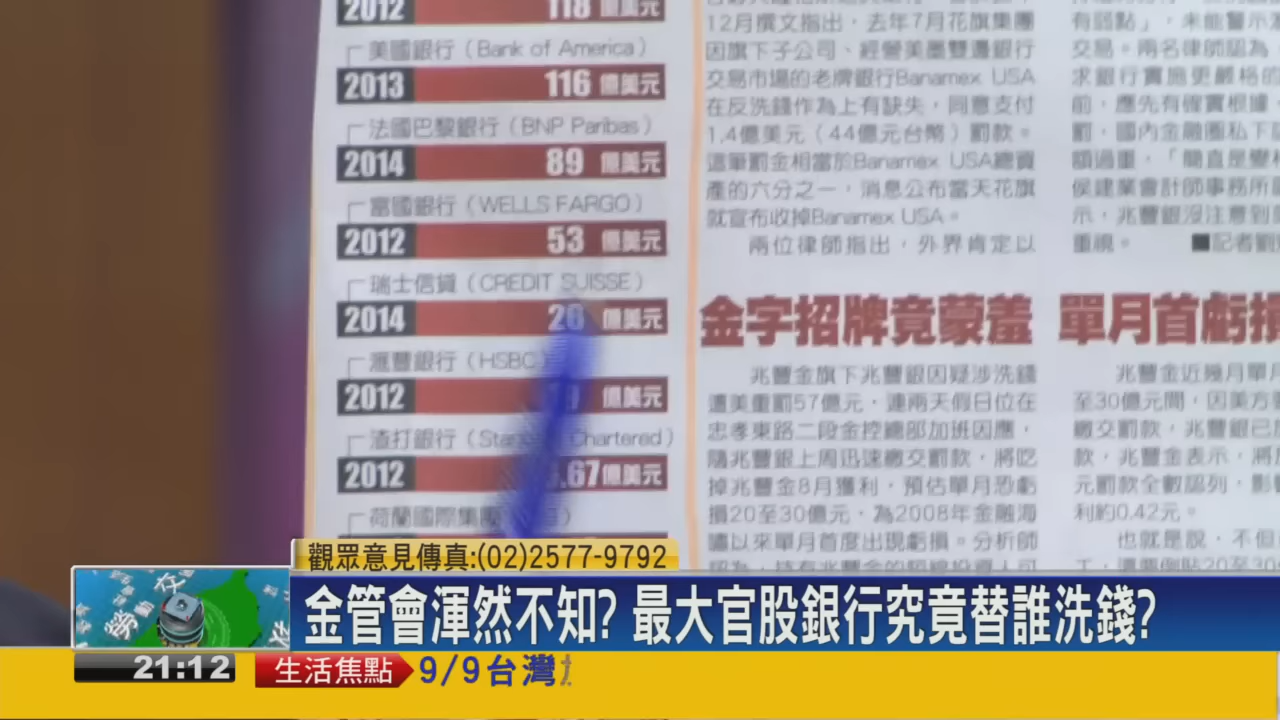 2012 118 億美元
美國銀行（Bank of America）
2013 116 億美元
法國巴黎銀行（BNP Paribas）
2014 89 億美元
富國銀行（WELLS FARGO）
2012 53 億美元
瑞士信貸（CREDIT SUISSE）
2014 億美元
滙豐銀行（HSBC
2012 億美元
渣打銀行（ Chartered）
2012 .67億美元
荷蘭國際集團
12月撰文指出，去年7月花旗集團
因旗下子公司、經營美墨雙邊銀行
交易市場的老牌銀行Banamex USA
在反洗錢作為上有缺失，同意支付
1.4億美元（44億元台幣）罰款。
這筆罰金相當於Banamex USA總資
產的六分之一，消息公布當天花旗
就宣布收掉Banamex USA。
兩位律師指出，外界肯定以
有弱點」，未能警示
交易。兩名律師認為
求銀行實施更嚴格的
前，應先有確實根據
罰，國內金融圈私下
額過重，「簡直是變
侯建業會計師事務所
示，兆豐銀沒注意到
重視。 ■記者劉
金字招牌竟蒙羞
兆豐金旗下兆豐銀因疑涉洗錢
遭美重罰57億元，連兩天假日位在
忠孝東路二段金控總部加班因應，
隨兆豐銀上周迅速繳交罰款，將吃
掉兆豐金8月獲利，預估單月恐虧
損20至30億元，為2008年金融海
嘯以來單月首度出現虧損。分析師
單月首虧損
兆豐金近幾月單月
至30億元間，因美方
繳交罰款，兆豐銀已
款，兆豐金表示，將
元罰款全數認列，影
利約0.42元。
也就是說，不但
觀眾意見傳真:(02)2577-9792
金管會渾然不知? 最大官股銀行究竟替誰洗錢?
21:12 生活焦點 9/9台灣